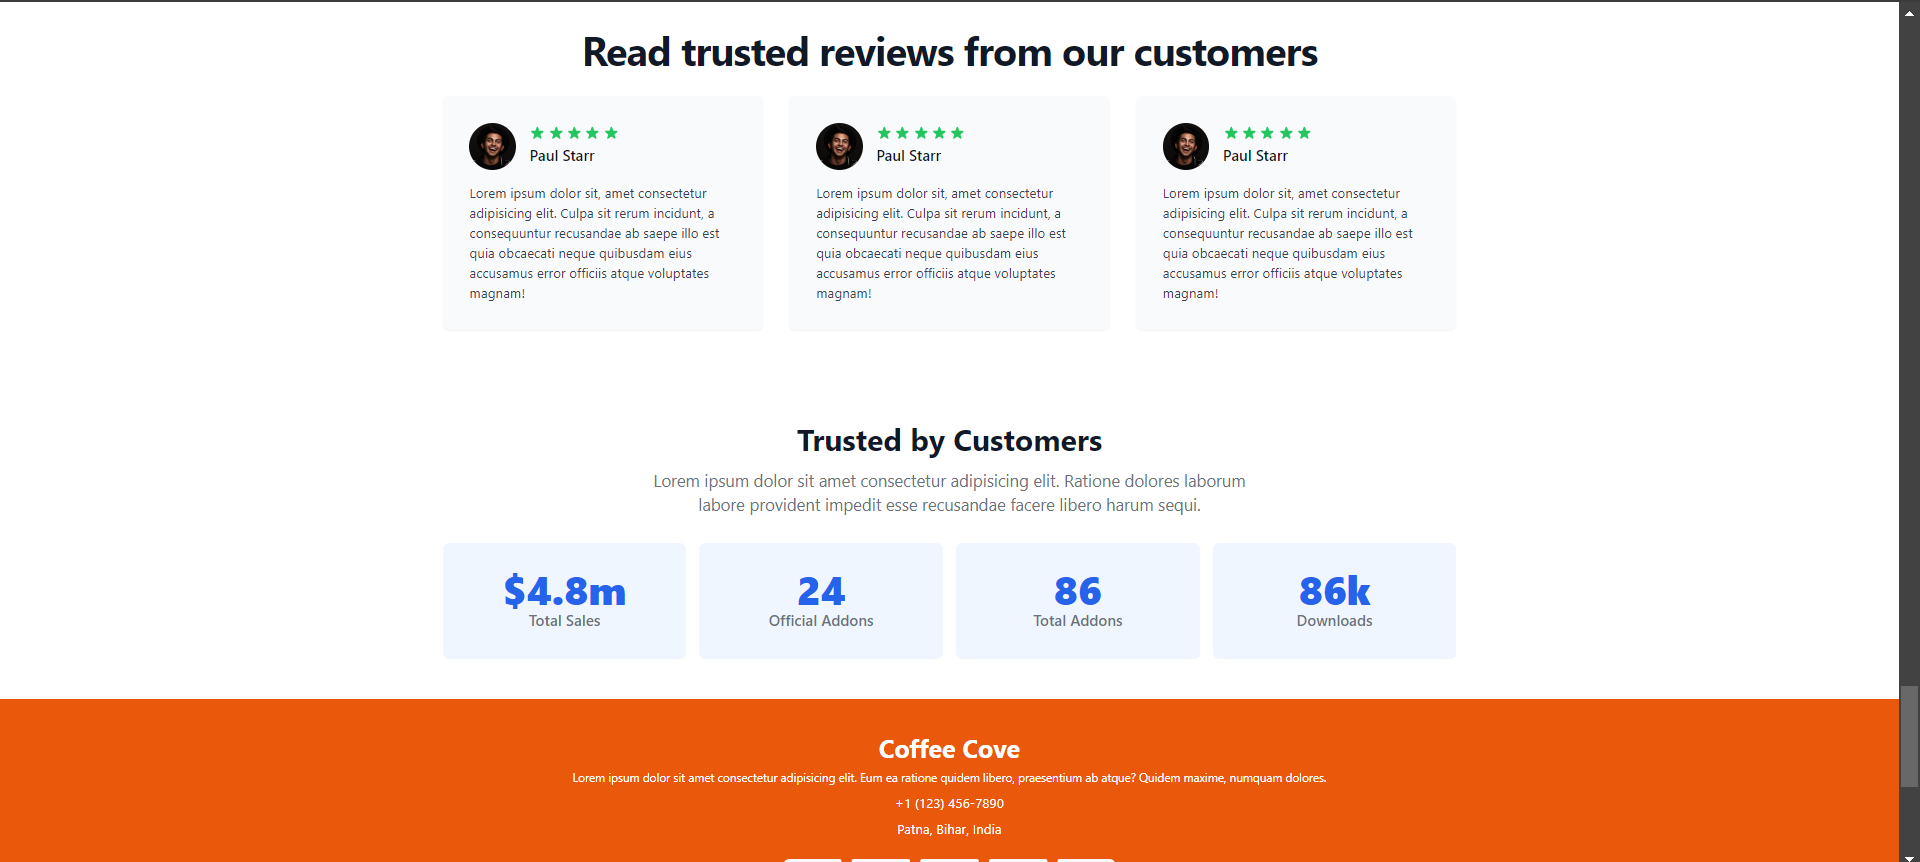 Read trusted reviews from our customers
Paul Starr
Lorem ipsum dolor sit, amet consectetur
adipisicing elit. Culpa sit rerum incidunt, a
consequuntur recusandae ab saepe illo est
quia obcaecati neque quibusdam eius
accusamus error officiis atque voluptates
magnam!
Paul Starr
Lorem ipsum dolor sit, amet consectetur
adipisicing elit. Culpa sit rerum incidunt, a
consequuntur recusandae ab saepe illo est
quia obcaecati neque quibusdam eius
accusamus error officiis atque voluptates
magnam!
Paul Starr
Lorem ipsum dolor sit, amet consectetur
adipisicing elit. Culpa sit rerum incidunt, a
consequuntur recusandae ab saepe illo est
quia obcaecati neque quibusdam eius
accusamus error officiis atque voluptates
magnam!
Trusted by Customers
Lorem ipsum dolor sit amet consectetur adipisicing elit. Ratione dolores laborum
labore provident impedit esse recusandae facere libero harum sequi.
$4.8m
Total Sales
24
Official Addons
86
Total Addons
86k
Downloads
Coffee Cove
Lorem ipsum dolor sit amet consectetur adipisicing elit. Eum ea ratione quidem libero, praesentium ab atque? Quidem maxime, numquam dolores.
+1 (123) 456-7890
Patna, Bihar, India